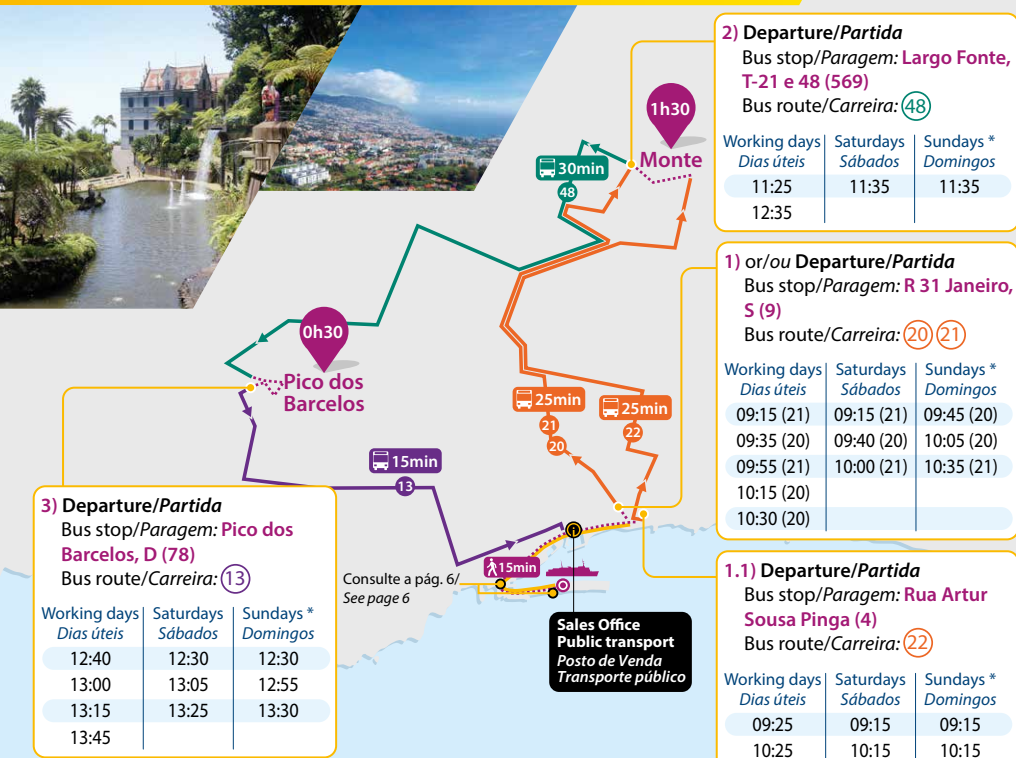 2) Departure/Partida
Bus stop/Paragem: Largo Fonte,
T-21 e 48 (569)
Bus route/Carreira: 48
Working days Saturdays Sundays *
Dias úteis Sábados Domingos
11:25 11:35 11:35
12:35
1h30
Monte
30min
48
1) or/ou Departure/Partida
Bus stop/Paragem: R 31 Janeiro,
S (9)
Bus route/Carreira: 20 21
Working days Saturdays Sundays *
Dias úteis Sábados Domingos
09:15 (21) 09:15 (21) 09:45 (20)
09:35 (20) 09:40 (20) 10:05 (20)
09:55 (21) 10:00 (21) 10:35 (21)
10:15 (20)
10:30 (20)
0h30
Pico dos
Barcelos
25min
21
20
25min
22
15min
13
3) Departure/Partida
Bus stop/Paragem: Pico dos
Barcelos, D (78)
Bus route/Carreira: 13
Working days Saturdays Sundays *
Dias úteis Sábados Domingos
12:40 12:30 12:30
13:00 13:05 12:55
13:15 13:25 13:30
13:45
Consulte a pág. 6/
See page 6
15min
i
Sales Office
Public transport
Posto de Venda
Transporte público
1.1) Departure/Partida
Bus stop/Paragem: Rua Artur
Sousa Pinga (4)
Bus route/Carreira: 22
Working days Saturdays Sundays *
Dias úteis Sábados Domingos
09:25 09:15 09:15
10:25 10:15 10:15